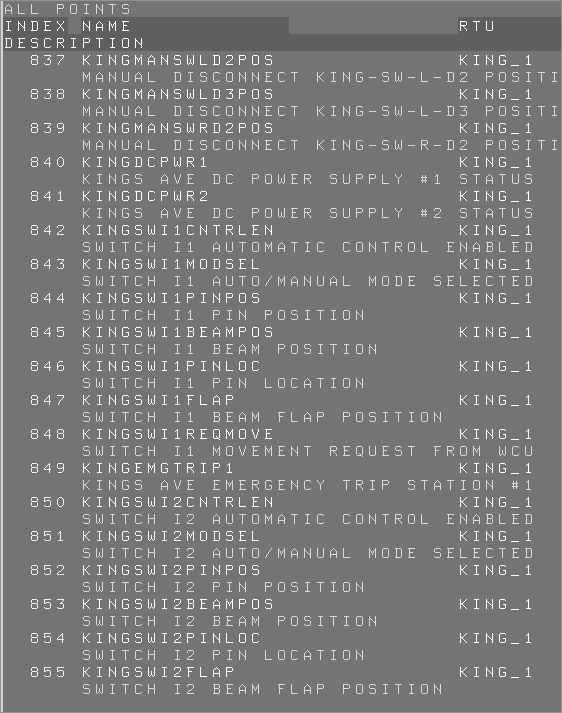 ALL POINTS
INDEX NAME RTU
DESCRIPTION
837 KINGMANSWLD2POS KING_1
MANUAL DISCONNECT KING-SW-L-D2 POSITI
838 KINGMANSWLD3POS KING_1
MANUAL DISCONNECT KING-SW-L-D3 POSITI
839 KINGMANSWRD2POS KING_1
MANUAL DISCONNECT KING-SW-R-D2 POSITI
840 KINGDCPWR1 KING_1
KINGS AVE DC POWER SUPPLY #1 STATUS
841 KINGDCPWR2 KING_1
KINGS AVE DC POWER SUPPLY #2 STATUS
842 KINGSWI1CNTRLEN KING_1
SWITCH I1 AUTOMATIC CONTROL ENABLED
843 KINGSWI1MODSEL KING_1
SWITCH I1 AUTO/MANUAL MODE SELECTED
844 KINGSWI1PINPOS KING_1
SWITCH I1 PIN POSITION
845 KINGSWI1BEAMPOS KING_1
SWITCH I1 BEAM POSITION
846 KINGSWI1PINLOC KING_1
SWITCH I1 PIN LOCATION
847 KINGSWI1FLAP KING_1
SWITCH I1 BEAM FLAP POSITION
848 KINGSWI1REQMOVE KING_1
SWITCH I1 MOVEMENT REQUEST FROM WCU
849 KINGEMGTRIP1 KING_1
KINGS AVE EMERGENCY TRIP STATION #1
850 KINGSWI2CNTRLEN KING_1
SWITCH I2 AUTOMATIC CONTROL ENABLED
851 KINGSWI2MODSEL KING_1
SWITCH I2 AUTO/MANUAL MODE SELECTED
852 KINGSWI2PINPOS KING_1
SWITCH I2 PIN POSITION
853 KINGSWI2BEAMPOS KING_1
SWITCH I2 BEAM POSITION
854 KINGSWI2PINLOC KING_1
SWITCH I2 PIN LOCATION
855 KINGSWI2FLAP KING_1
SWITCH I2 BEAM FLAP POSITION